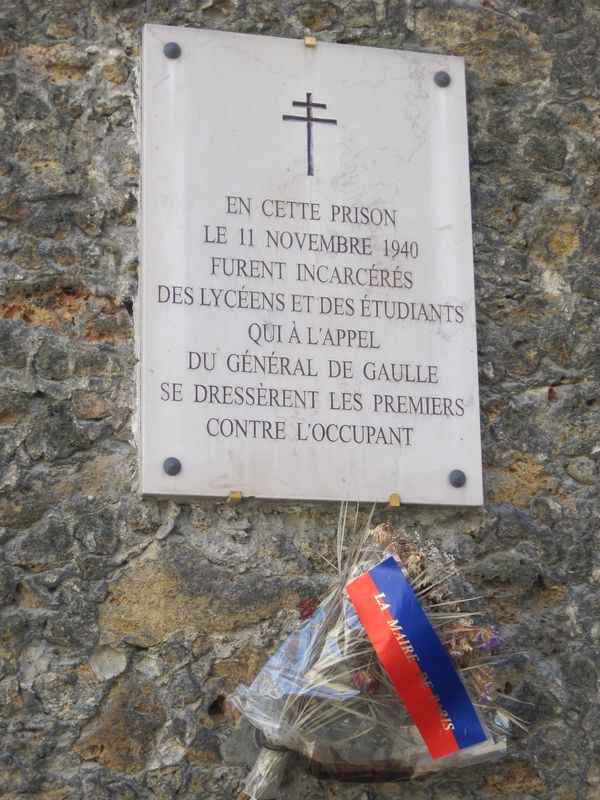 EN CETTE PRISON
LE 11 NOVEMBRE 1940
FURENT INCARCÉRÉS
DES LYCÉENS ET DES ÉTUDIANTS
QUI À L'APPEL
DU GÉNÉRAL DE GAULLE
SE DRESSÈRENT LES PREMIERS
CONTRE L'OCCUPANT
LA MAIRE DE PARIS